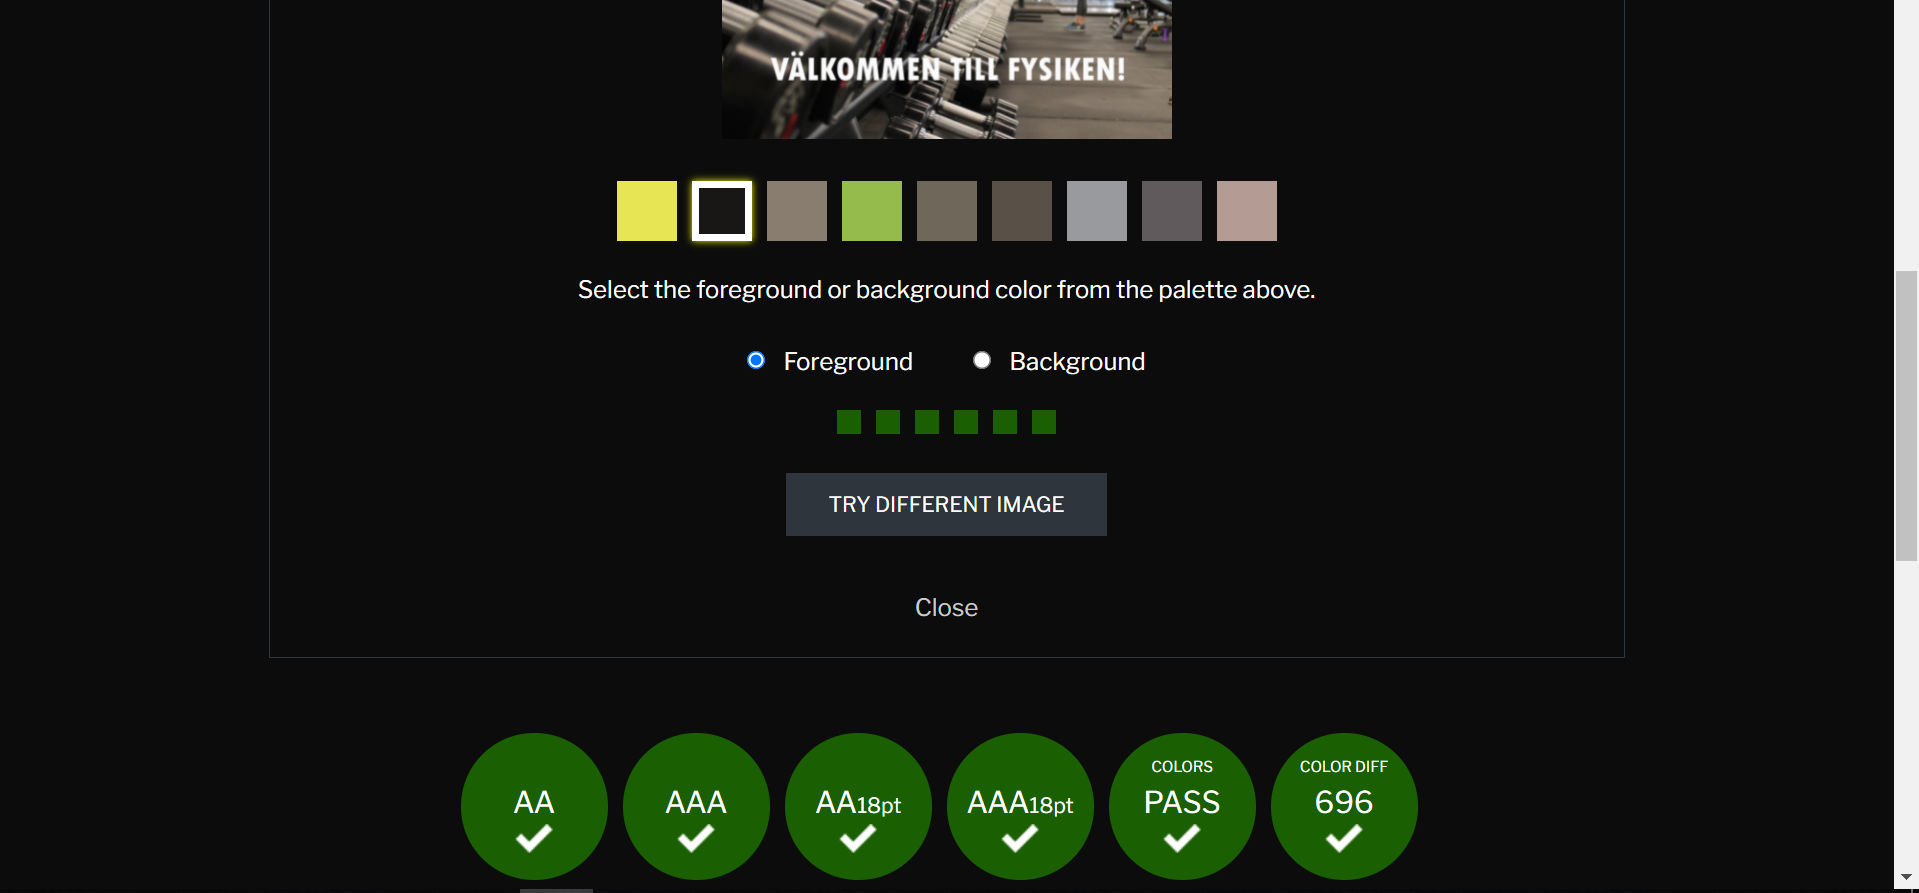 VÄLKOMMEN TILL FYSIKEN!
Select the foreground or background color from the palette above.
Foreground Background
TRY DIFFERENT IMAGE
Close
COLORS COLOR DIFF
AA AAA AA18pt AAA18pt PASS 696